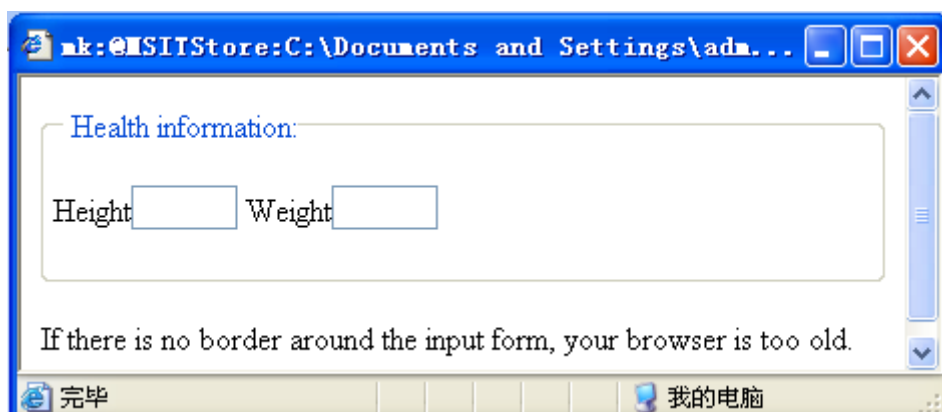 mk:@MSITStore:C:\Documents and Settings\adm...
Health information:
Height Weight
If there is no border around the input form, your browser is too old.
完毕 我的电脑